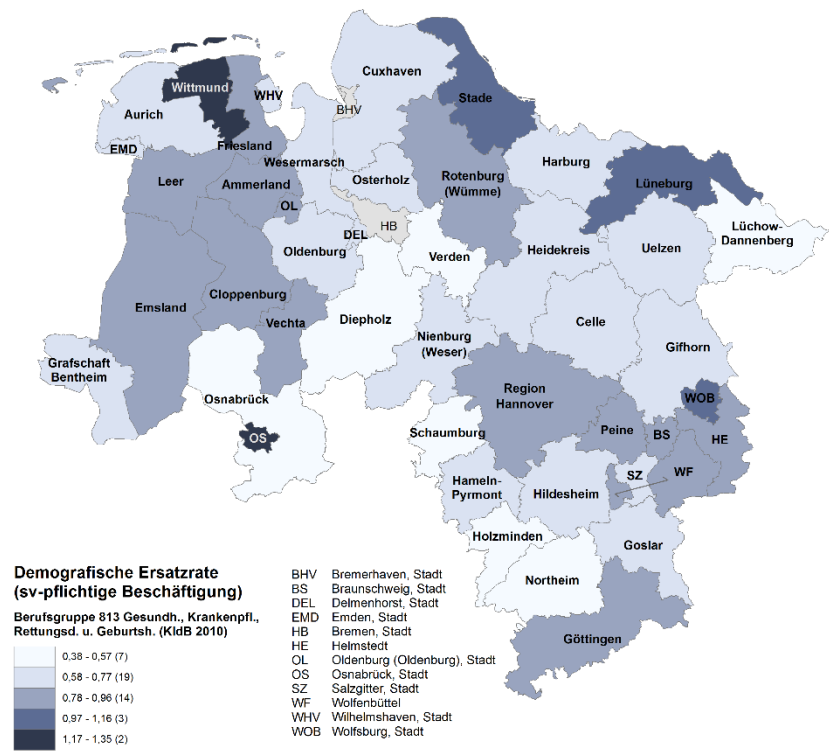 Cuxhaven
Wittmund
WHV
BHV
Stade
Aurich
EMD
Friesland
Wesermarsch
Harburg
Leer
Ammerland
Osterholz
Rotenburg
(Wümme)
Lüneburg
OL
HB
Lüchow-
Dannenberg
DEL
Oldenburg
Verden
Heidekreis
Uelzen
Emsland
Cloppenburg
Vechta
Diepholz
Celle
Nienburg
(Weser)
Gifhorn
Grafschaft
Bentheim
Osnabrück
Region
Hannover
WOB
Schaumburg
Peine
BS
HE
OS
Hameln-
Pyrmont
Hildesheim
SZ
WF
Holzminden
Goslar
Northeim
Göttingen
Demografische Ersatzrate
(sv-pflichtige Beschäftigung)
Berufsgruppe 813 Gesundh., Krankenpfl.,
Rettungsd. u. Geburtsh. (KldB 2010)
0,38 - 0,57 (7)
0,58 - 0,77 (19)
0,78 - 0,96 (14)
0,97 - 1,16 (3)
1,17 - 1,35 (2)
BHV Bremerhaven, Stadt
BS Braunschweig, Stadt
DEL Delmenhorst, Stadt
EMD Emden, Stadt
HB Bremen, Stadt
HE Helmstedt
OL Oldenburg (Oldenburg), Stadt
OS Osnabrück, Stadt
SZ Salzgitter, Stadt
WF Wolfenbüttel
WHV Wilhelmshaven, Stadt
WOB Wolfsburg, Stadt